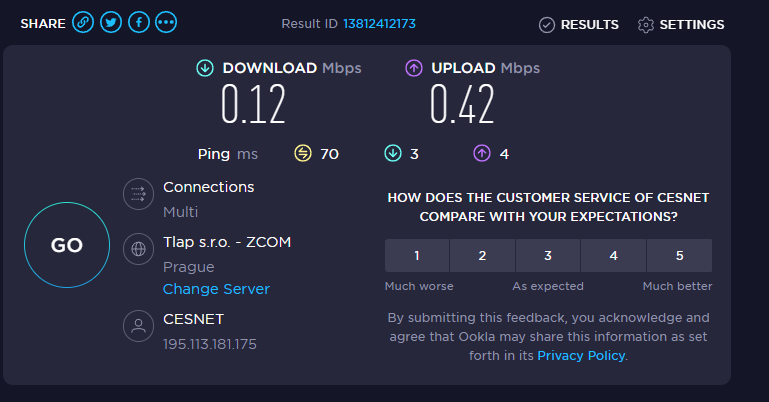 SHARE
Result ID 13812412173
RESULTS
SETTINGS
DOWNLOAD Mbps
0.12
UPLOAD Mbps
0.42
Ping ms 70 3 4
GO
Connections
Multi
Tlap s.r.o. - ZCOM
Prague
Change Server
CESNET
195.113.181.175
HOW DOES THE CUSTOMER SERVICE OF CESNET
COMPARE WITH YOUR EXPECTATIONS?
1 2 3 4 5
Much worse As expected Much better
By submitting this feedback, you acknowledge and
agree that Ookla may share this information as set
forth in its Privacy Policy.